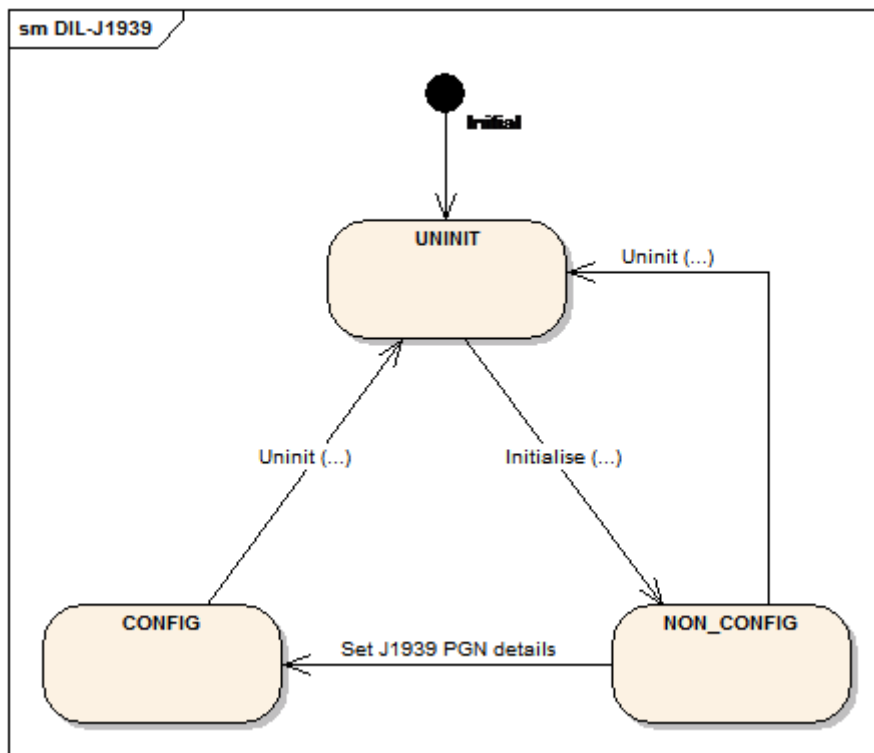 sm DIL-J1939
Initial
UNINIT
Uninit (...)
Uninit (...)
Initialise (...)
CONFIG
NON_CONFIG
Set J1939 PGN details